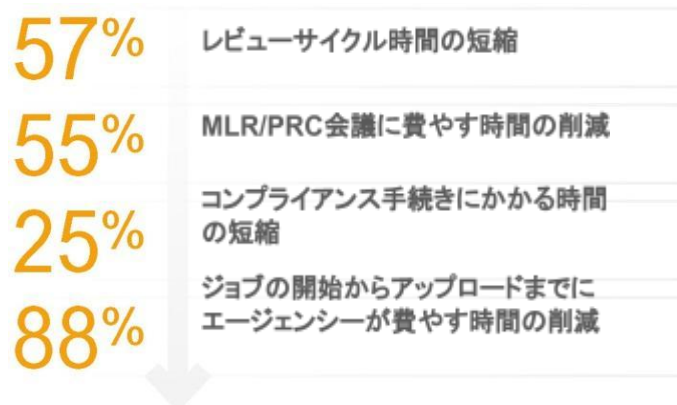 57%
レビューサイクル時間の短縮
55%
MLR/PRC会議に費やす時間の削減
25%
コンプライアンス手続きにかかる時間
の短縮
88%
ジョブの開始からアップロードまでに
エージェンシーが費やす時間の削減